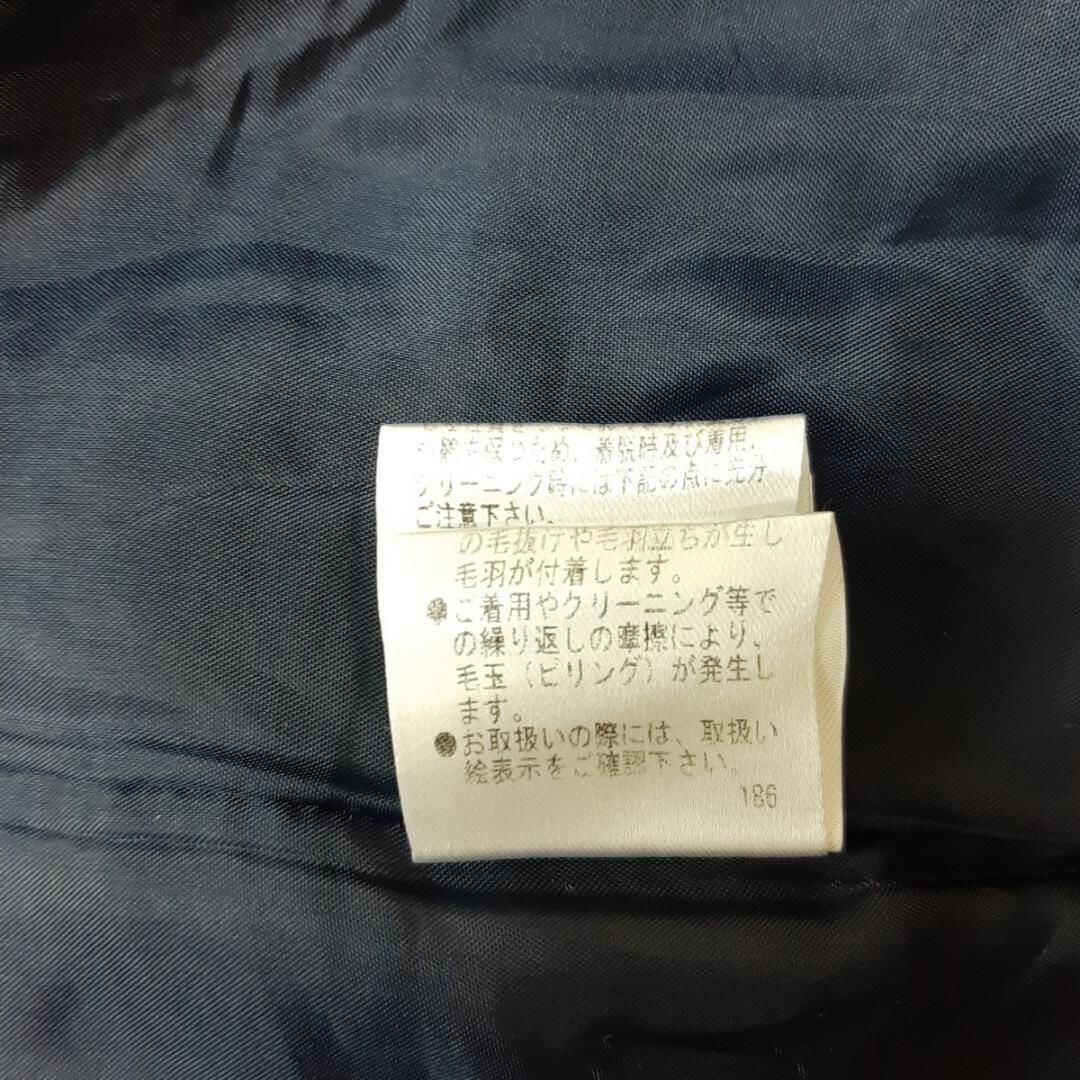 を保つため、着脱時及び着用、
クリーニング時には下記の点に充分
ご注意下さい。
の毛抜けや毛羽立ちが生じ
毛羽が付着します。
●ご着用やクリーニング等で
の繰り返しの摩擦により、
毛玉（ピリング）が発生し
ます。
●お取扱いの際には、取扱い
絵表示をご確認下さい。
186